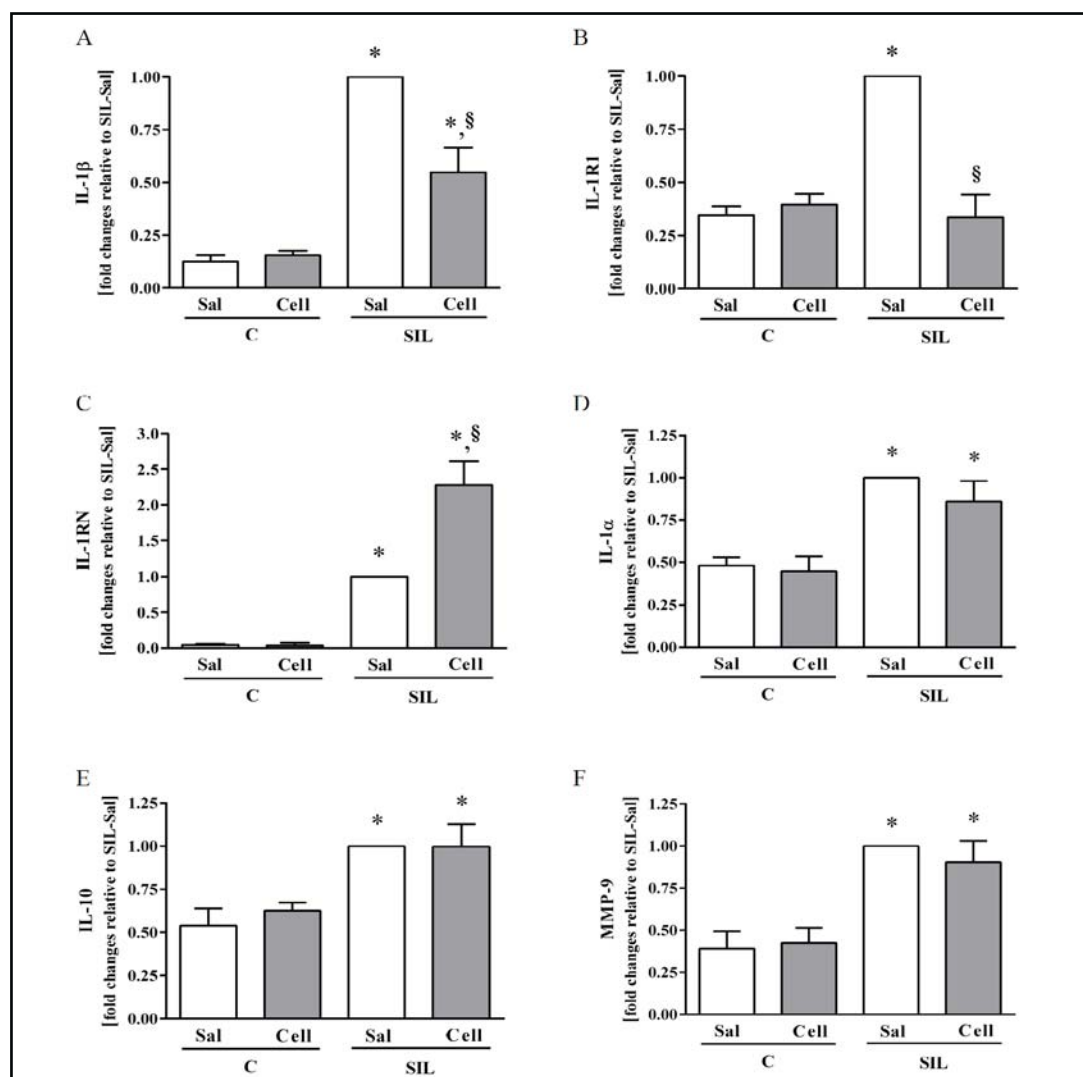 A
IL-1β
[fold changes relative to SIL-Sal]
1.00
0.75
0.50
0.25
0.00
*
*,§
Sal Cell Sal Cell
C SIL
B
IL-1R1
[fold changes relative to SIL-Sal]
1.00
0.75
0.50
0.25
0.00
*
§
Sal Cell Sal Cell
C SIL
C
IL-1RN
[fold changes relative to SIL-Sal]
3.0
2.5
2.0
1.0
0.5
0.0
*
*,§
Sal Cell Sal Cell
C SIL
D
IL-1α
[fold changes relative to SIL-Sal]
1.25
1.00
0.75
0.50
0.25
0.00
* *
Sal Cell Sal Cell
C SIL
E
IL-10
[fold changes relative to SIL-Sal]
1.25
1.00
0.75
0.50
0.25
0.00
* *
Sal Cell Sal Cell
C SIL
F
MMP-9
[fold changes relative to SIL-Sal]
1.25
1.00
0.75
0.50
0.25
0.00
* *
Sal Cell Sal Cell
C SIL